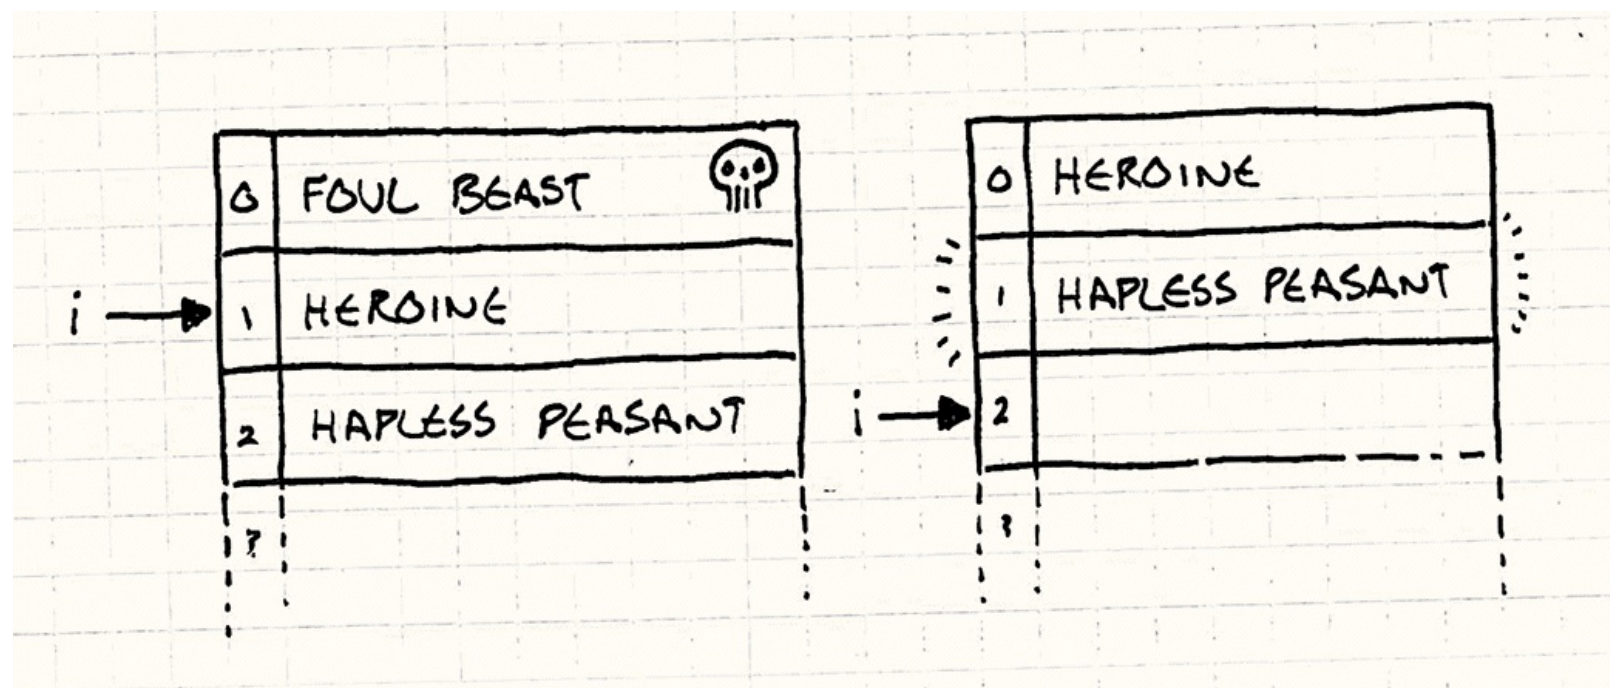 0 FOUL BEAST
i 1 HEROINE
2 HAPLESS PEASANT
?
0 HEROINE
1 HAPLESS PEASANT
i 2
?